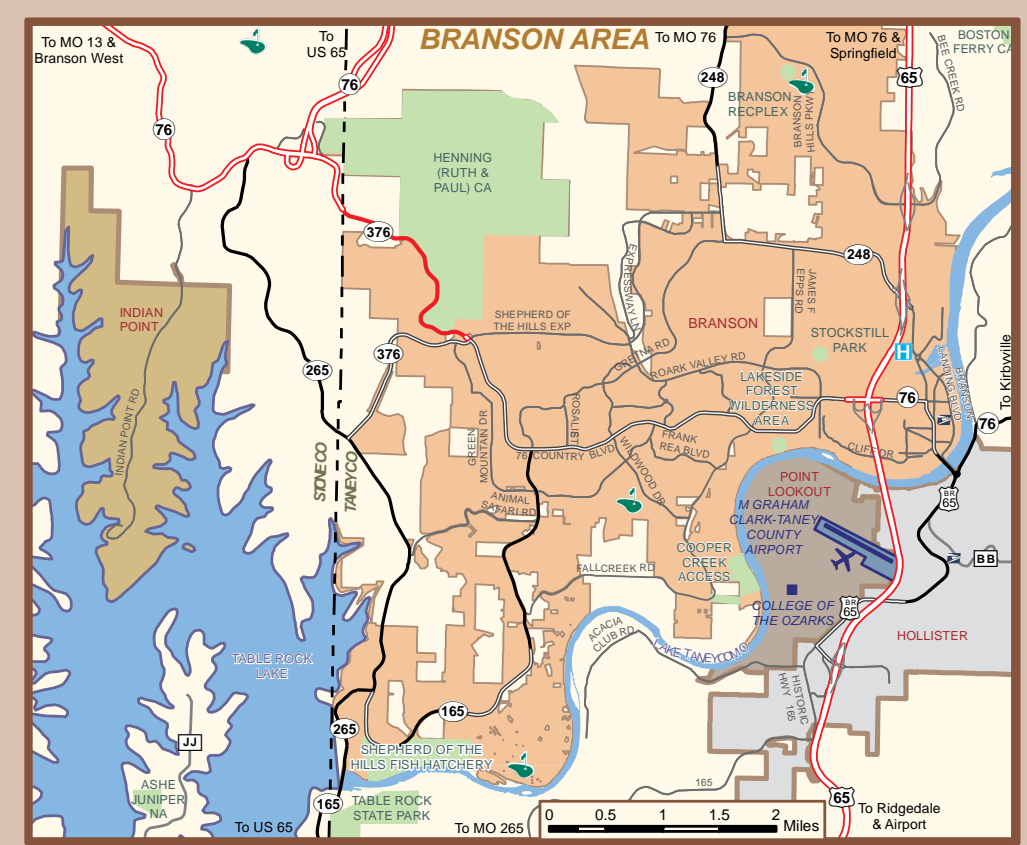 BRANSON AREA
To MO 13 &
Branson West
To
US 65
To MO 76
To MO 76 &
Springfield
BOSTON
FERRY CA
BEE CREEK RD
76
76
248
65
BRANSON
RECPLEX
BRANSON
HILLS PKWY
HENNING
(RUTH &
PAUL) CA
376
248
EXPRESSWAY LN
JAMES F
EPPS RD
INDIAN
POINT
SHEPHERD OF
THE HILLS EXP
BRANSON
STOCKSTILL
PARK
H
376
GRETNA RD
ROARK VALLEY RD
265
LAKESIDE
FOREST
WILDERNESS
AREA
76
BRANSON
LANDING BLVD
To Kirbyville
76
INDIAN POINT RD
GREEN
MOUNTAIN DR
ROSALIE ST
76 COUNTRY BLVD
WILDWOOD DR
FRANK
REA BLVD
CLIFF DR
STONE CO
TANEY CO
ANIMAL
SAFARI RD
POINT
LOOKOUT
BR
65
M GRAHAM
CLARK-TANEY
COUNTY
AIRPORT
COOPER
CREEK
ACCESS
BB
FALLCREEK RD
COLLEGE OF
THE OZARKS
BR
65
HOLLISTER
ACACIA
CLUB RD
LAKE TANEYCOMO
TABLE ROCK
LAKE
HISTORIC
HWY 165
JJ
265
165
SHEPHERD OF THE
HILLS FISH HATCHERY
ASHE
JUNIPER
NA
165
TABLE ROCK
STATE PARK
165
65
To Ridgedale
& Airport
To US 65
To MO 265
0 0.5 1 1.5 2
Miles